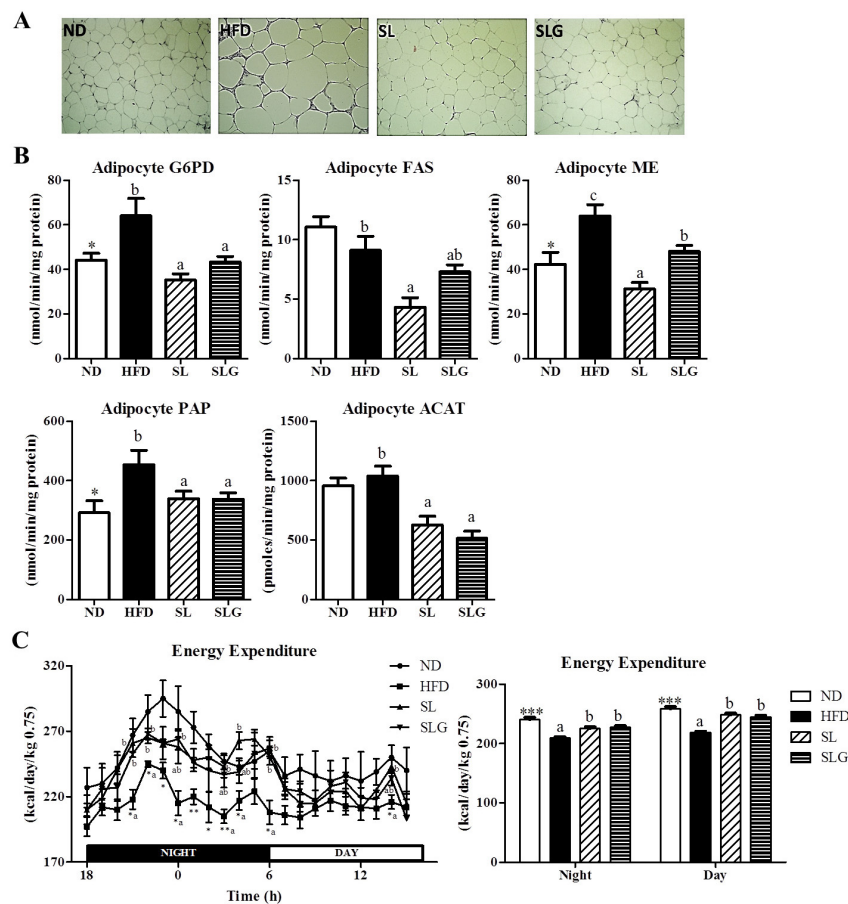 A
ND HFD SL SLG
B
Adipocyte G6PD
(nmol/min/mg protein)
80
60
40
20
0
* b a a
ND HFD SL SLG
Adipocyte FAS
(nmol/min/mg protein)
15
10
5
0
b a ab
ND HFD SL SLG
Adipocyte ME
(nmol/min/mg protein)
80
60
40
20
0
* c a b
ND HFD SL SLG
Adipocyte PAP
(nmol/min/mg protein)
600
400
200
0
* b a a
ND HFD SL SLG
Adipocyte ACAT
(pmoles/min/mg protein)
1500
1000
500
0
b a a
ND HFD SL SLG
C
Energy Expenditure
(kcal/day/kg 0.75)
320
270
220
170
ND
HFD
SL
SLG
NIGHT DAY
18 0 6 12
Time (h)
Energy Expenditure
(kcal/day/kg 0.75)
300
200
100
0
*** a b b
*** a b b
ND
HFD
SL
SLG
Night Day